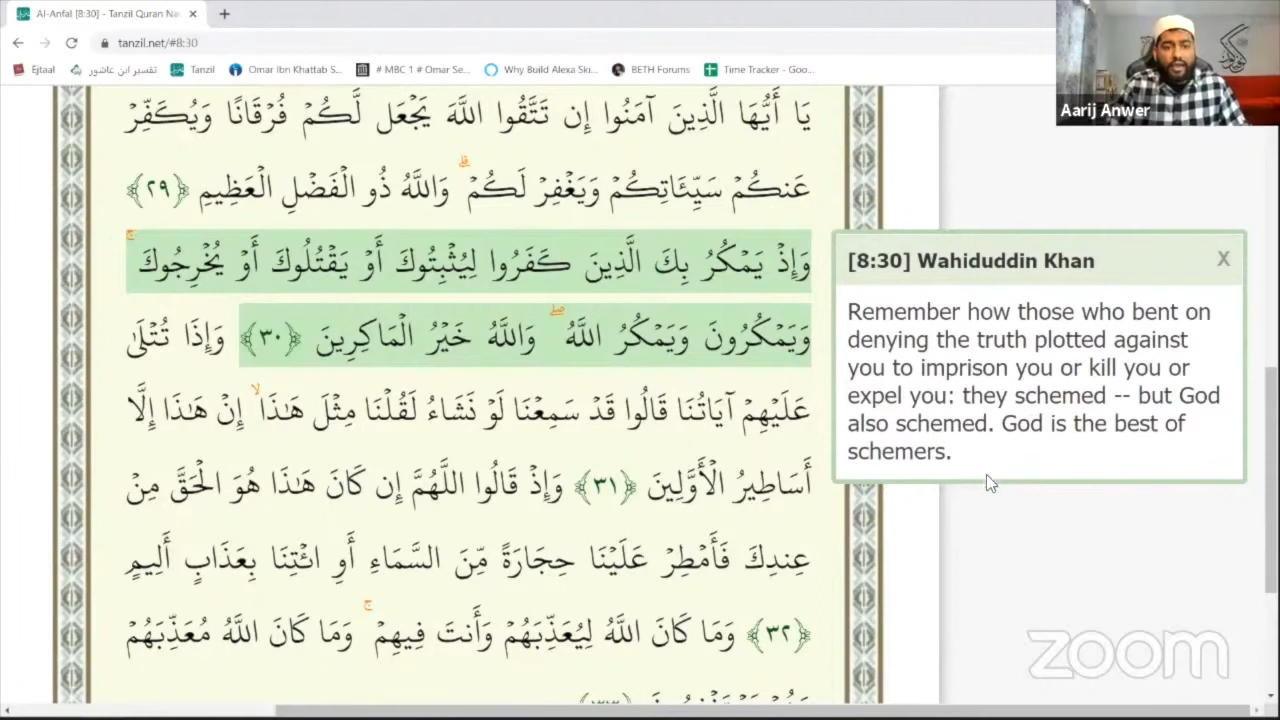 Al-Anfal [8:30] - Tanzil Quran Na
tanzil.net/#8:30
Ejtaal تفسير ابن عاشور Tanzil Omar Ibn Khattab S... # MBC 1 # Omar Se... Why Build Alexa Ski... BETH Forums Time Tracker - Goo...
Aarij Anwer
يَا أَيُّهَا الَّذِينَ آمَنُوا إِن تَتَّقُوا اللَّهَ يَجْعَل لَّكُمْ فُرْقَانًا وَيُكَفِّرْ
عَنكُمْ سَيِّئَاتِكُمْ وَيَغْفِرْ لَكُمْ ۗ وَاللَّهُ ذُو الْفَضْلِ الْعَظِيمِ ﴿٢٩﴾
وَإِذْ يَمْكُرُ بِكَ الَّذِينَ كَفَرُوا لِيُثْبِتُوكَ أَوْ يَقْتُلُوكَ أَوْ يُخْرِجُوكَ ۚ
وَيَمْكُرُونَ وَيَمْكُرُ اللَّهُ ۖ وَاللَّهُ خَيْرُ الْمَاكِرِينَ ﴿٣٠﴾ وَإِذَا تُتْلَىٰ
عَلَيْهِمْ آيَاتُنَا قَالُوا قَدْ سَمِعْنَا لَوْ نَشَاءُ لَقُلْنَا مِثْلَ هَٰذَا ۙ إِنْ هَٰذَا إِلَّا
أَسَاطِيرُ الْأَوَّلِينَ ﴿٣١﴾ وَإِذْ قَالُوا اللَّهُمَّ إِن كَانَ هَٰذَا هُوَ الْحَقَّ مِنْ
عِندِكَ فَأَمْطِرْ عَلَيْنَا حِجَارَةً مِّنَ السَّمَاءِ أَوِ ائْتِنَا بِعَذَابٍ أَلِيمٍ
﴿٣٢﴾ وَمَا كَانَ اللَّهُ لِيُعَذِّبَهُمْ وَأَنتَ فِيهِمْ ۚ وَمَا كَانَ اللَّهُ مُعَذِّبَهُمْ
[8:30] Wahiduddin Khan X
Remember how those who bent on
denying the truth plotted against
you to imprison you or kill you or
expel you: they schemed -- but God
also schemed. God is the best of
schemers.
zoom